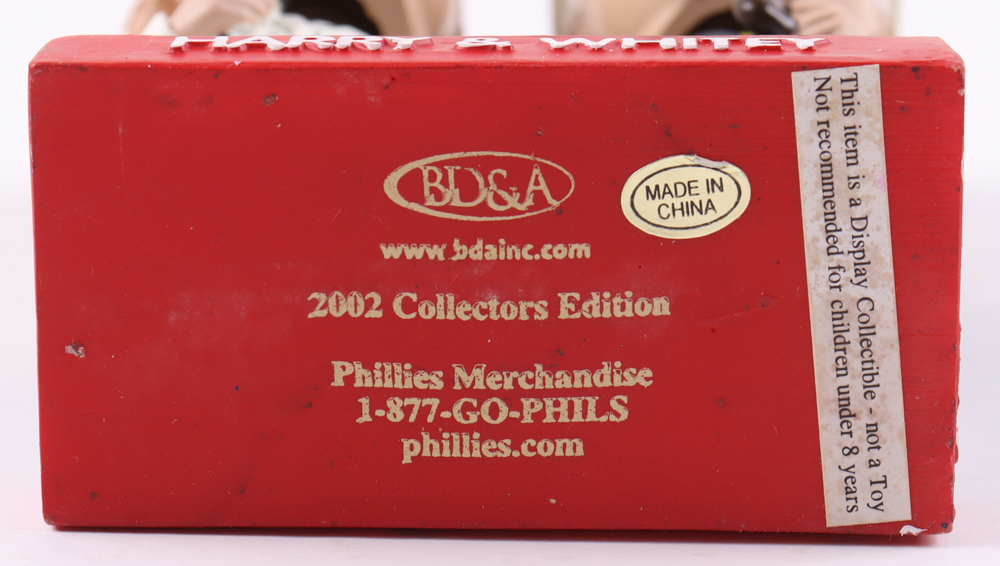 HARRY & WHITEY
BD&A
www.bdainc.com
2002 Collectors Edition
Phillies Merchandise
1-877-GO-PHILS
phillies.com
MADE IN
CHINA
This item is a Display Collectible - not a Toy
Not recommended for children under 8 years